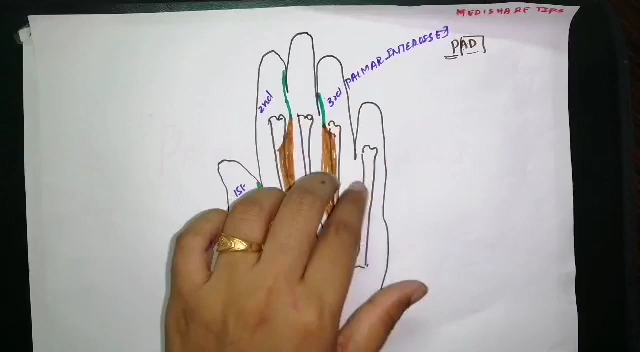 MEDISHARE TIPS
PALMAR INTEROSSEI
PAD
2nd
3rd
1st